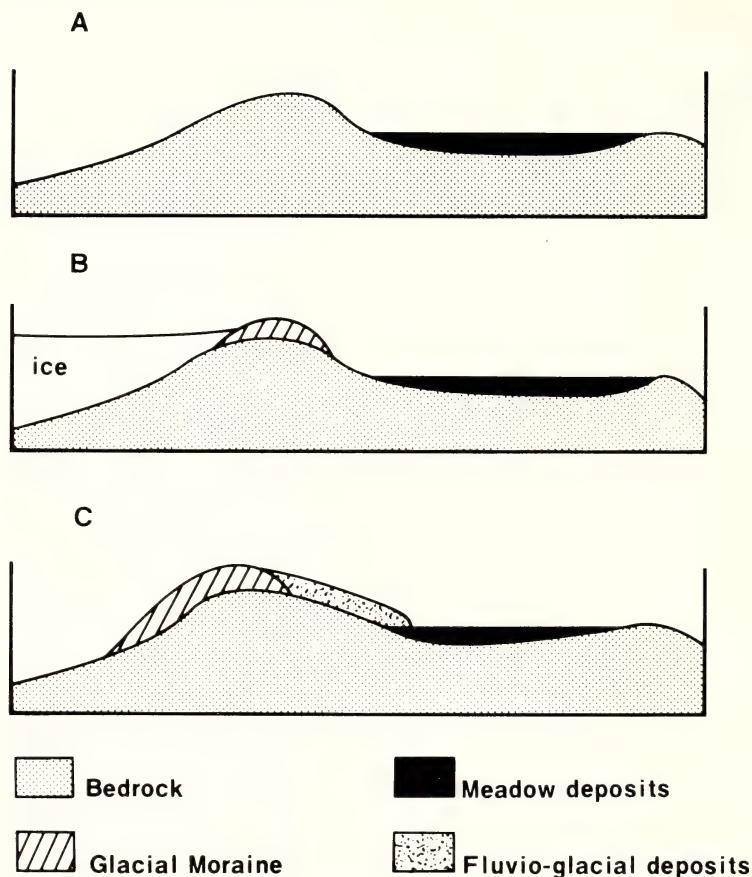 A
B
ice
C
Bedrock
Meadow deposits
Glacial Moraine
Fluvio-glacial deposits